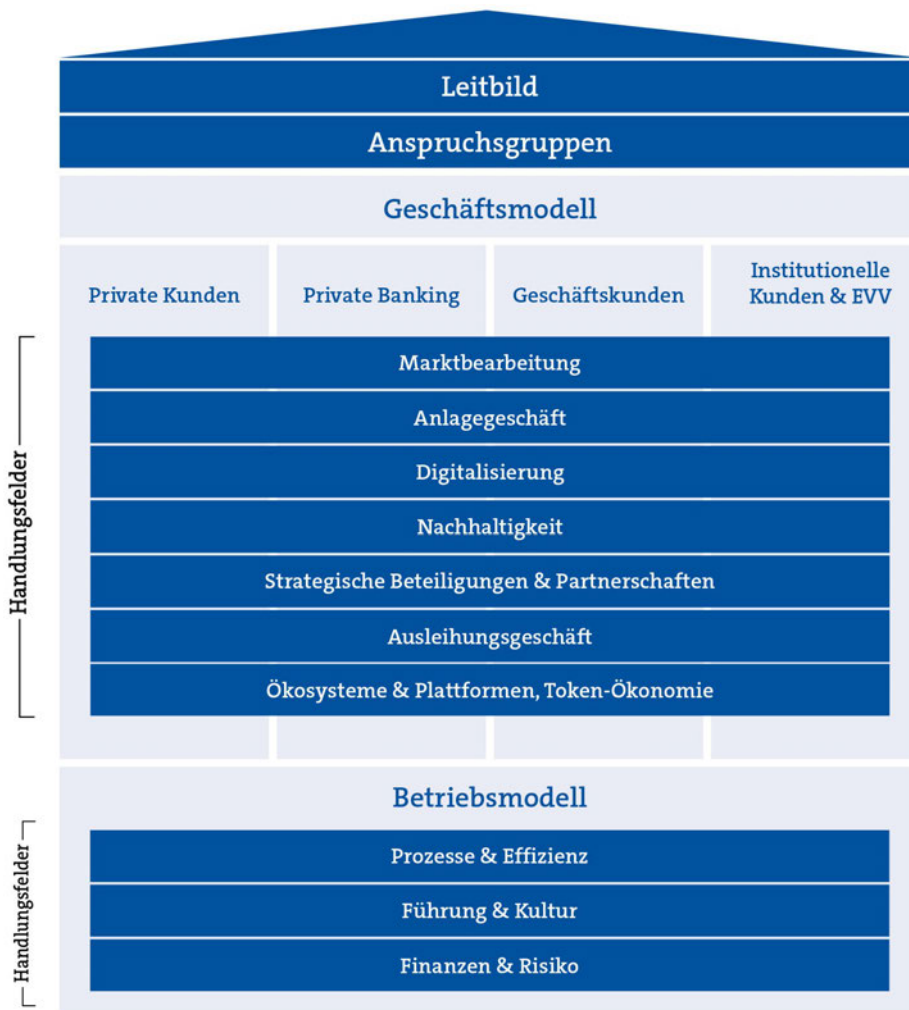 Leitbild
Anspruchsgruppen
Geschäftsmodell
Private Kunden
Private Banking
Geschäftskunden
Institutionelle
Kunden & EVV
Handlungsfelder
Marktbearbeitung
Anlagegeschäft
Digitalisierung
Nachhaltigkeit
Strategische Beteiligungen & Partnerschaften
Ausleihungsgeschäft
Ökosysteme & Plattformen, Token-Ökonomie
Betriebsmodell
Handlungsfelder
Prozesse & Effizienz
Führung & Kultur
Finanzen & Risiko